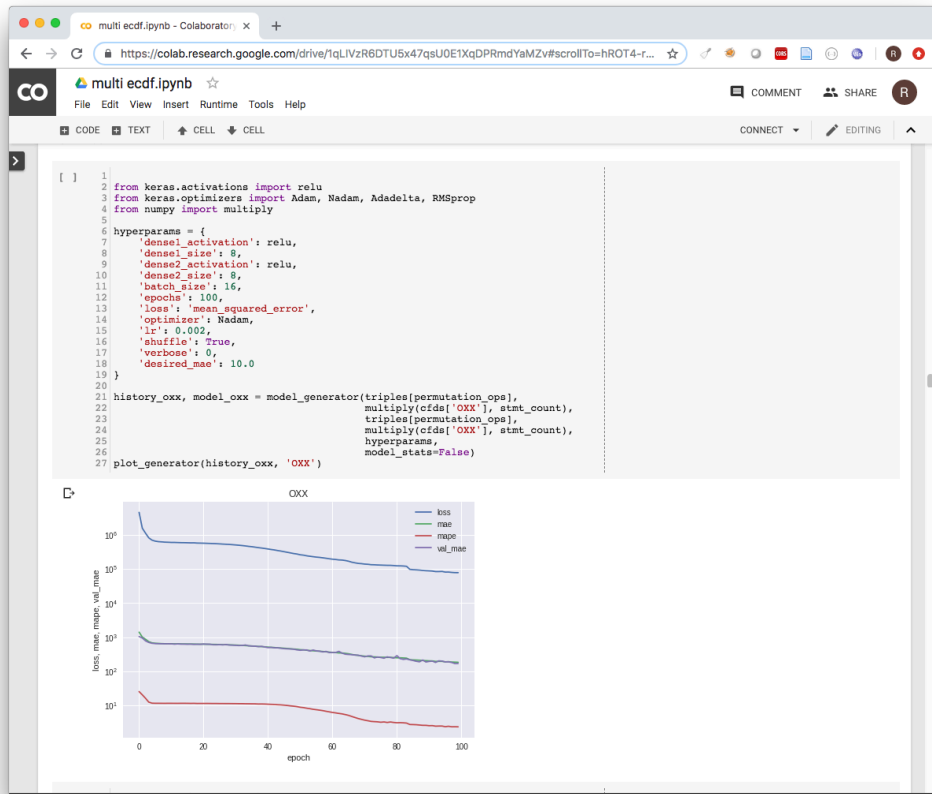 multi ecdf.ipynb - Colaboratory
https://colab.research.google.com/drive/1qLIVzR6DTU5x47qsU0E1XqDPRmdYaMZv#scrollTo=hROT4-r...
CORS
R
CO
multi ecdf.ipynb
COMMENT
SHARE
R
File Edit View Insert Runtime Tools Help
CODE TEXT CELL CELL
CONNECT EDITING
[ ] 1
2 from keras.activations import relu
3 from keras.optimizers import Adam, Nadam, Adadelta, RMSprop
4 from numpy import multiply
5
6 hyperparams = {
7 'dense1_activation': relu,
8 'dense1_size': 8,
9 'dense2_activation': relu,
10 'dense2_size': 8,
11 'batch_size': 16,
12 'epochs': 100,
13 'loss': 'mean_squared_error',
14 'optimizer': Nadam,
15 'lr': 0.002,
16 'shuffle': True,
17 'verbose': 0,
18 'desired_mae': 10.0
19 }
20
21 history_oxx, model_oxx = model_generator(triples[permutation_ops],
22 multiply(cfds['OXX'], stmt_count),
23 triples[permutation_ops],
24 multiply(cfds['OXX'], stmt_count),
25 hyperparams,
26 model_stats=False)
27 plot_generator(history_oxx, 'OXX')
OXX
loss
mae
mape
val_mae
10⁶
10⁵
10⁴
10³
10²
10¹
loss, mae, mape, val_mae
0 20 40 60 80 100
epoch